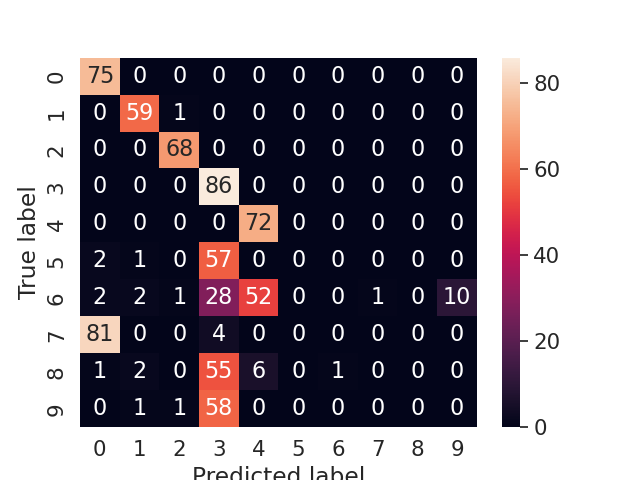 0 75 0 0 0 0 0 0 0 0 0
1 0 59 1 0 0 0 0 0 0 0
2 0 0 68 0 0 0 0 0 0 0
3 0 0 0 86 0 0 0 0 0 0
4 0 0 0 0 72 0 0 0 0 0
5 2 1 0 57 0 0 0 0 0 0
6 2 2 1 28 52 0 0 1 0 10
7 81 0 0 4 0 0 0 0 0 0
8 1 2 0 55 6 0 1 0 0 0
9 0 1 1 58 0 0 0 0 0 0
0 1 2 3 4 5 6 7 8 9
True label
Predicted label
80
60
40
20
0